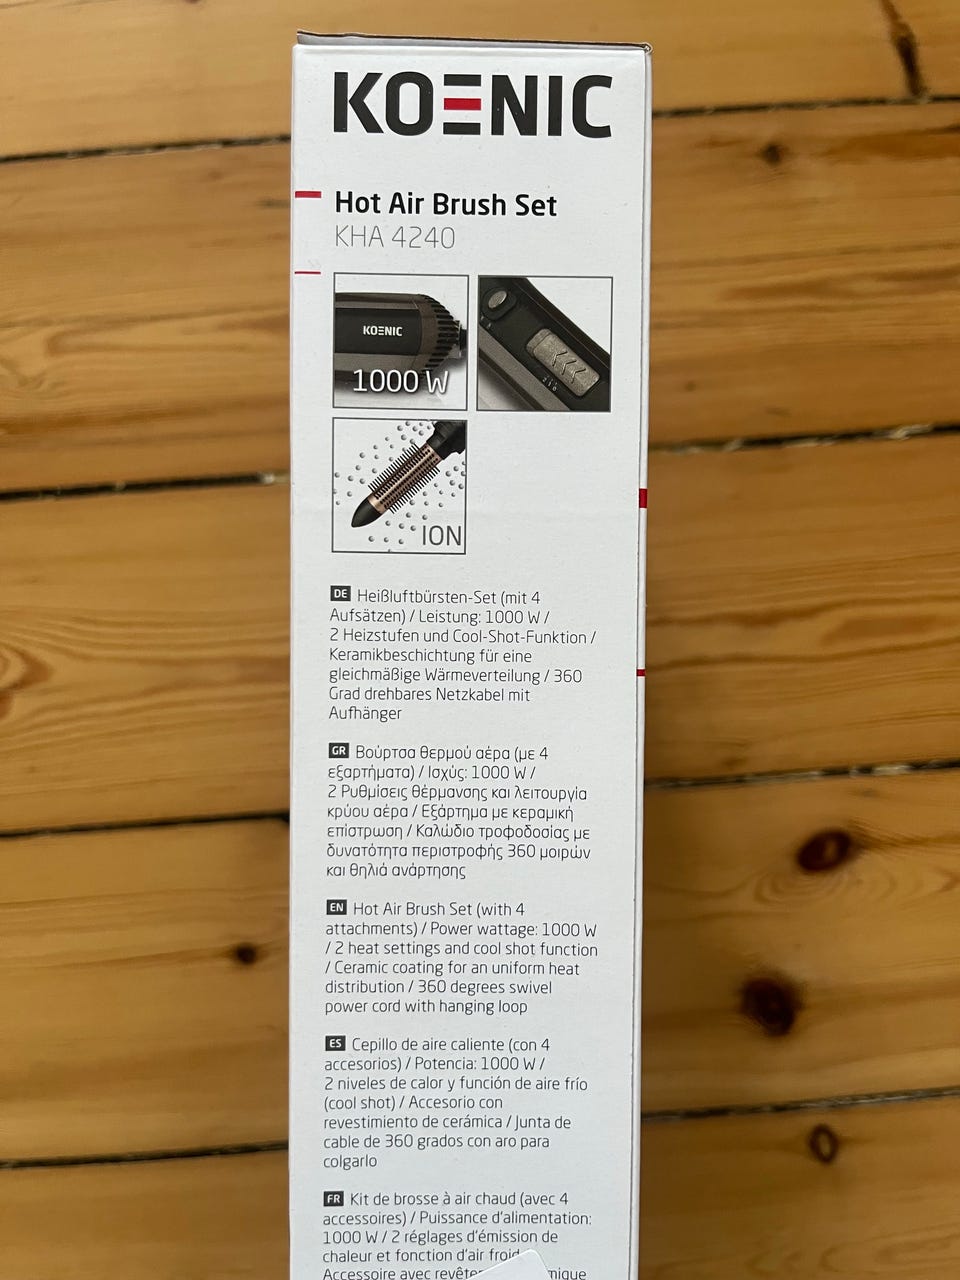 KOENIC
Hot Air Brush Set
KHA 4240
KOENIC
1000 W
ION
DE Heißluftbürsten-Set (mit 4
Aufsätzen) / Leistung: 1000 W /
2 Heizstufen und Cool-Shot-Funktion /
Keramikbeschichtung für eine
gleichmäßige Wärmeverteilung / 360
Grad drehbares Netzkabel mit
Aufhänger
GR Βούρτσα θερμού αέρα (με 4
εξαρτήματα) / Ισχύς: 1000 W /
2 Ρυθμίσεις θέρμανσης και λειτουργία
κρύου αέρα / Εξάρτημα με κεραμική
επίστρωση / Καλώδιο τροφοδοσίας με
δυνατότητα περιστροφής 360 μοιρών
και θηλιά ανάρτησης
EN Hot Air Brush Set (with 4
attachments) / Power wattage: 1000 W
/ 2 heat settings and cool shot function
/ Ceramic coating for an uniform heat
distribution / 360 degrees swivel
power cord with hanging loop
ES Cepillo de aire caliente (con 4
accesorios) / Potencia: 1000 W /
2 niveles de calor y función de aire frío
(cool shot) / Accesorio con
revestimiento de cerámica / Junta de
cable de 360 grados con aro para
colgarlo
FR Kit de brosse à air chaud (avec 4
accessoires) / Puissance d'alimentation:
1000 W / 2 réglages d'émission de
chaleur et fonction d'air froid
Accessoire avec